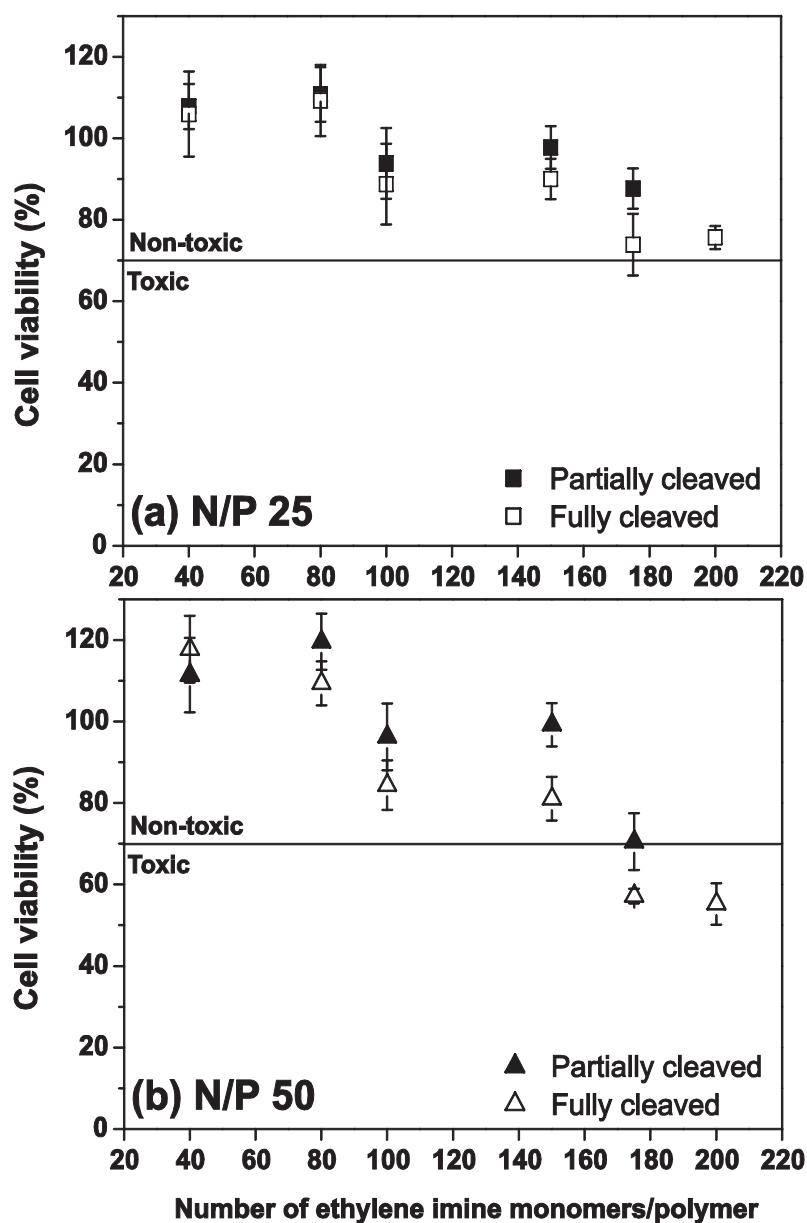 120
100
80
60
40
20
0
Cell viability (%)
Non-toxic
Toxic
Partially cleaved
Fully cleaved
(a) N/P 25
20 40 60 80 100 120 140 160 180 200 220
120
100
80
60
40
20
0
Cell viability (%)
Non-toxic
Toxic
Partially cleaved
Fully cleaved
(b) N/P 50
20 40 60 80 100 120 140 160 180 200 220
Number of ethylene imine monomers/polymer